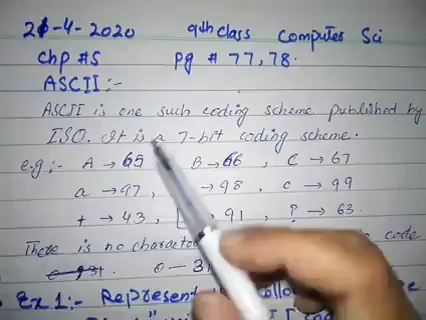 21-4-2020 9th class Computer Sci
Chp #5 pg # 77,78.
ASCII:-
ASCII is one such coding scheme published by
ISO. It is a 7-bit coding scheme.
e.g:- A → 65 B → 66 , C → 67
a → 97, → 98 . c → 99
+ → 43, [ → 91 , ? → 63.
There is no code
0 — 31
Ex 1:- Represent